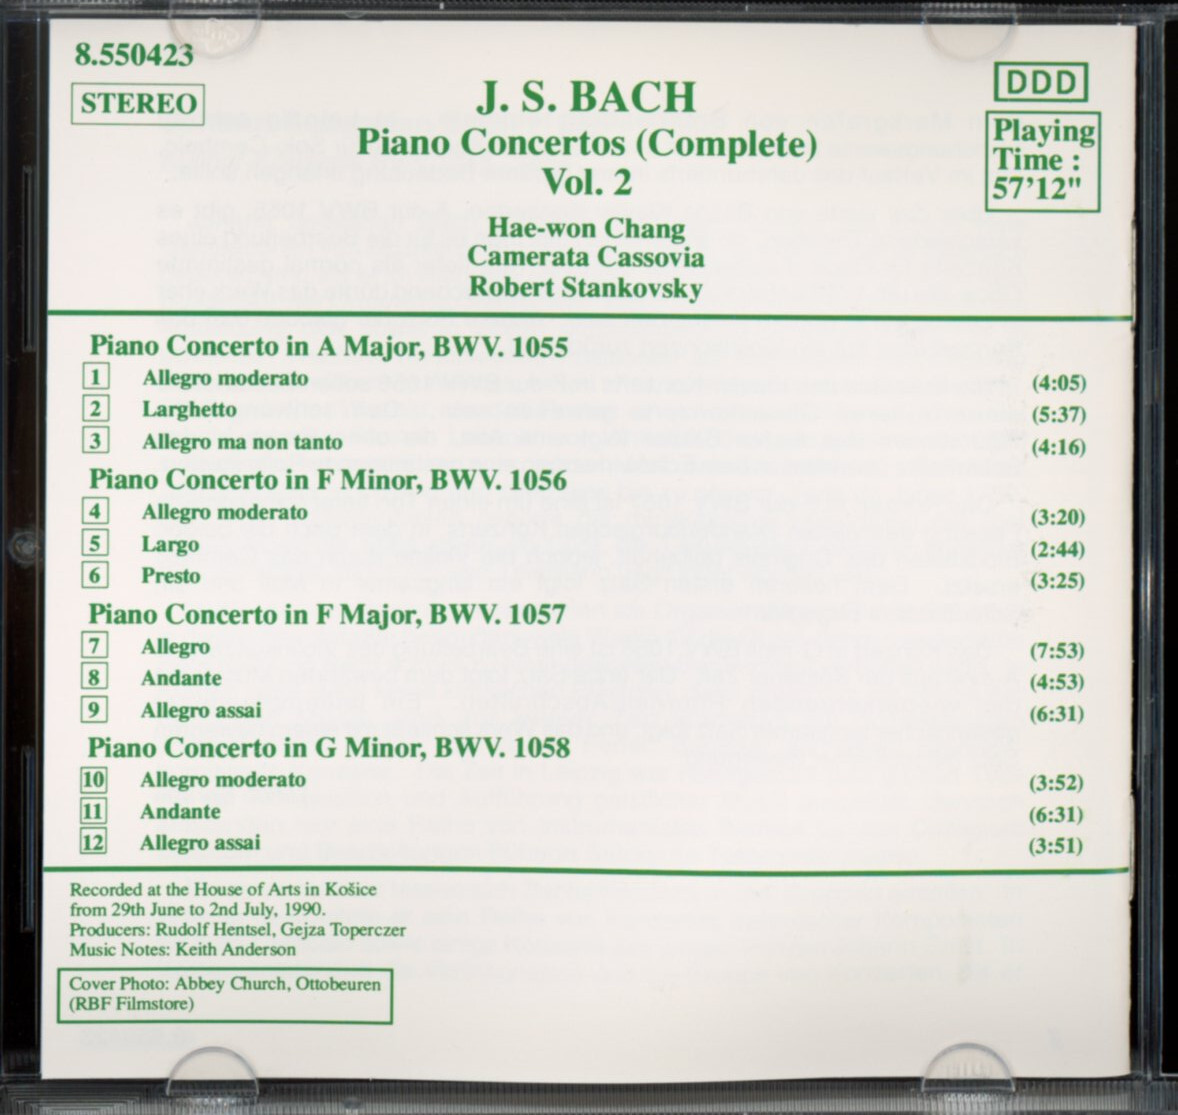 8.550423
STEREO
DDD
Playing
Time :
57'12"
J. S. BACH
Piano Concertos (Complete)
Vol. 2
Hae-won Chang
Camerata Cassovia
Robert Stankovsky
Piano Concerto in A Major, BWV. 1055
1 Allegro moderato (4:05)
2 Larghetto (5:37)
3 Allegro ma non tanto (4:16)
Piano Concerto in F Minor, BWV. 1056
4 Allegro moderato (3:20)
5 Largo (2:44)
6 Presto (3:25)
Piano Concerto in F Major, BWV. 1057
7 Allegro (7:53)
8 Andante (4:53)
9 Allegro assai (6:31)
Piano Concerto in G Minor, BWV. 1058
10 Allegro moderato (3:52)
11 Andante (6:31)
12 Allegro assai (3:51)
Recorded at the House of Arts in Košice
from 29th June to 2nd July, 1990.
Producers: Rudolf Hentsel, Gejza Toperczer
Music Notes: Keith Anderson
Cover Photo: Abbey Church, Ottobeuren
(RBF Filmstore)